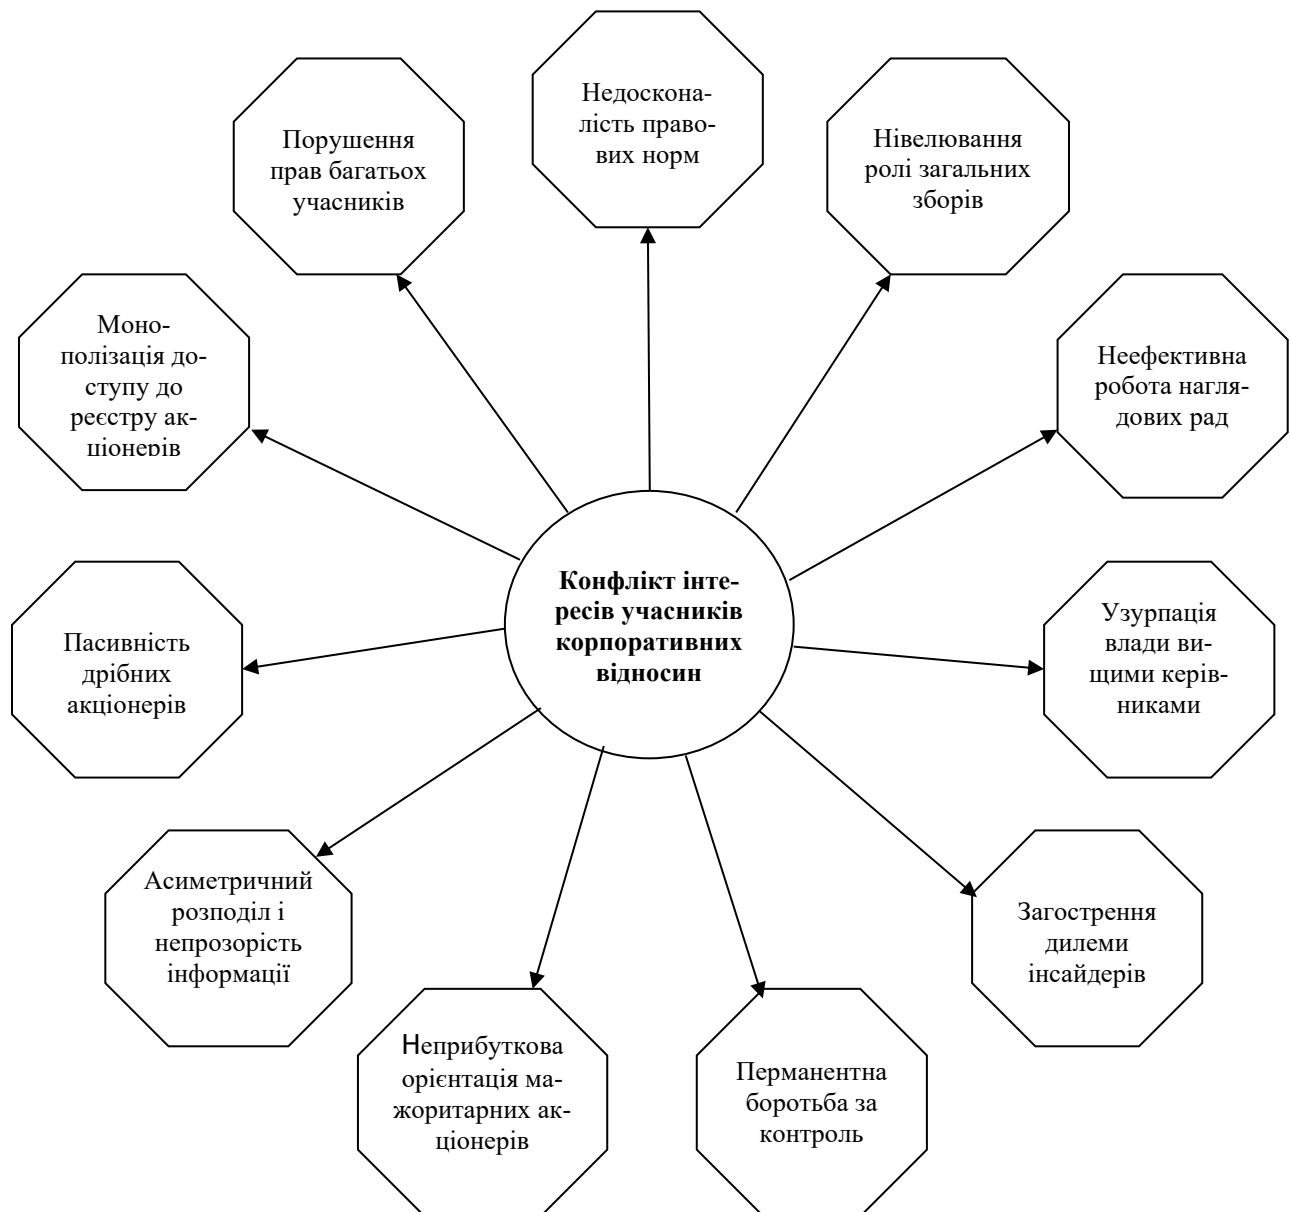 Недоскона-
лість право-
вих норм
Порушення
прав багатьох
учасників
Нівелювання
ролі загальних
зборів
Моно-
полізація до-
ступу до
реєстру ак-
ціонерів
Неефективна
робота нагля-
дових рад
Конфлікт інте-
ресів учасників
корпоративних
відносин
Пасивність
дрібних
акціонерів
Узурпація
влади ви-
щими керів-
никами
Асиметричний
розподіл і
непрозорість
інформації
Загострення
дилеми
інсайдерів
Неприбуткова
орієнтація ма-
жоритарних ак-
ціонерів
Перманентна
боротьба за
контроль